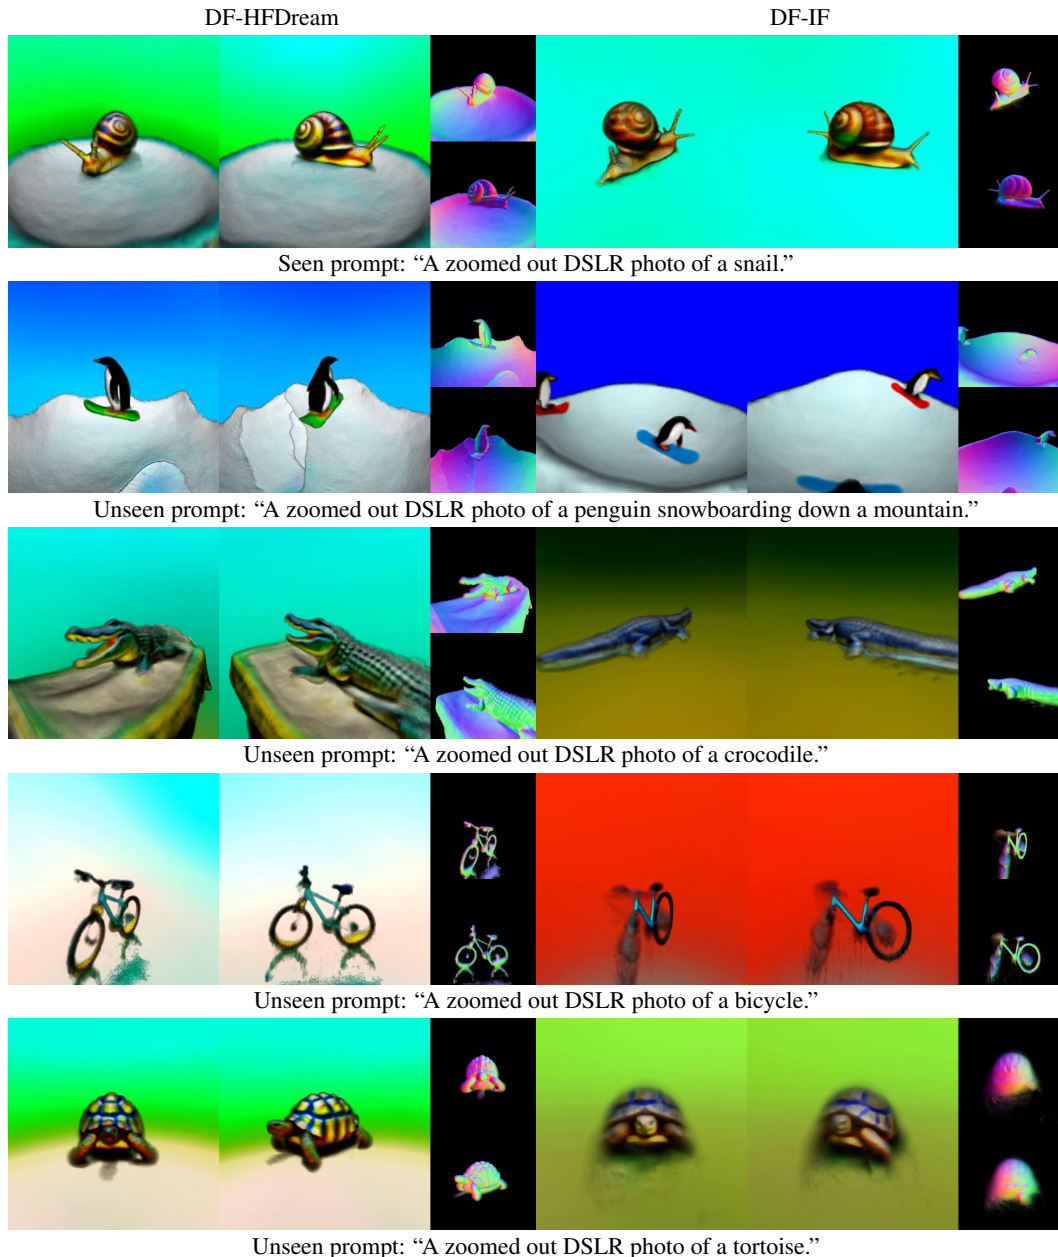 DF-HFDream
DF-IF
Seen prompt: “A zoomed out DSLR photo of a snail.”
Unseen prompt: “A zoomed out DSLR photo of a penguin snowboarding down a mountain.”
Unseen prompt: “A zoomed out DSLR photo of a crocodile.”
Unseen prompt: “A zoomed out DSLR photo of a bicycle.”
Unseen prompt: “A zoomed out DSLR photo of a tortoise.”